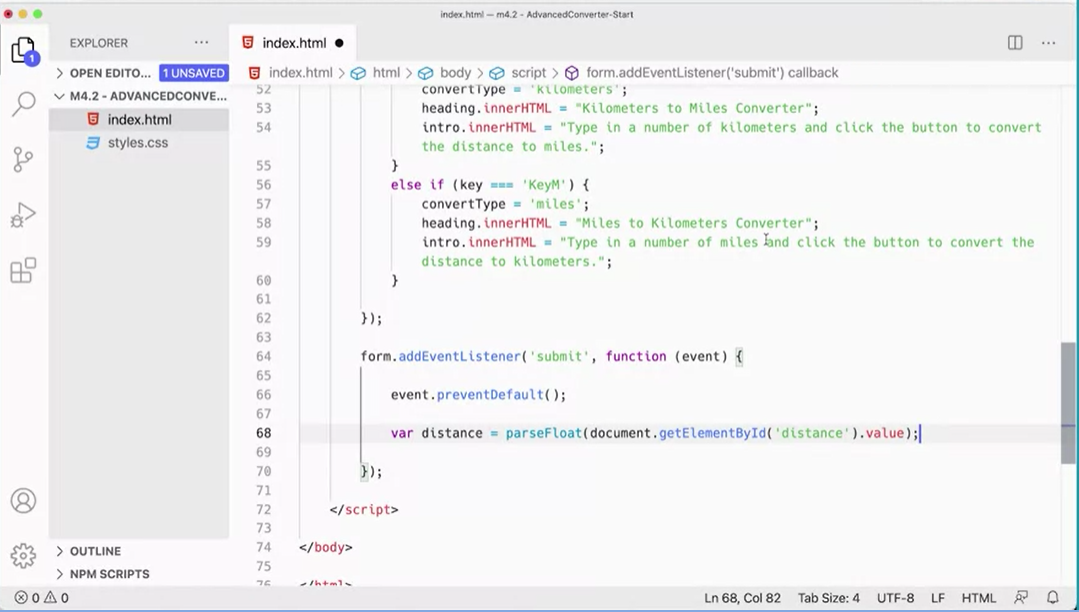 index.html — m4.2 - AdvancedConverter-Start
EXPLORER ···
index.html ●
1
OPEN EDITO... 1 UNSAVED
index.html > html > body > script > form.addEventListener('submit') callback
M4.2 - ADVANCEDCONVE...
index.html
styles.css
52 convertType = 'kilometers';
53 heading.innerHTML = "Kilometers to Miles Converter";
54 intro.innerHTML = "Type in a number of kilometers and click the button to convert
the distance to miles.";
55 }
56 else if (key === 'KeyM') {
57 convertType = 'miles';
58 heading.innerHTML = "Miles to Kilometers Converter";
59 intro.innerHTML = "Type in a number of miles and click the button to convert the
distance to kilometers.";
60 }
61
62 });
63
64 form.addEventListener('submit', function (event) {
65
66 event.preventDefault();
67
68 var distance = parseFloat(document.getElementById('distance').value);
69
70 });
71
72 </script>
73
74 </body>
75
76 </html>
OUTLINE
NPM SCRIPTS
0 0
Ln 68, Col 82 Tab Size: 4 UTF-8 LF HTML